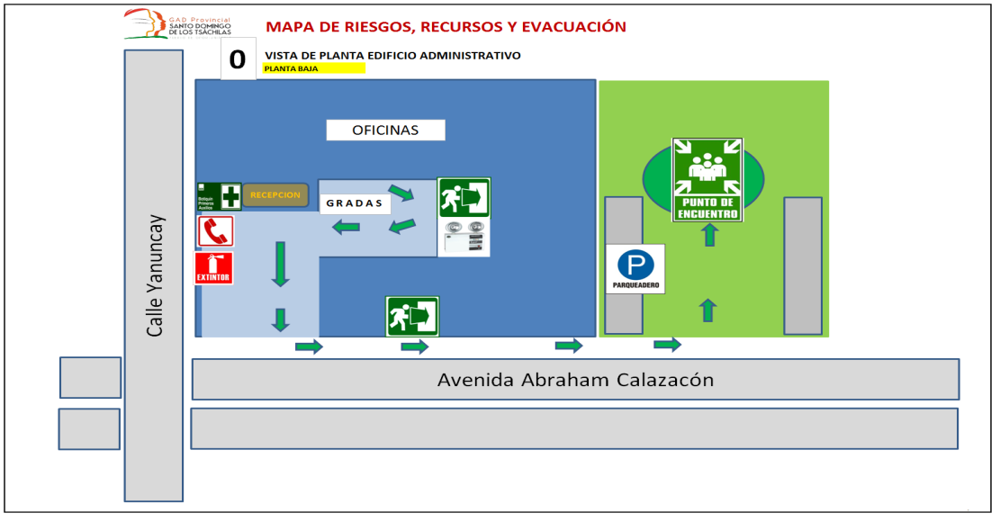 GAD Provincial
SANTO DOMINGO
DE LOS TSÁCHILAS
MAPA DE RIESGOS, RECURSOS Y EVACUACIÓN
0
VISTA DE PLANTA EDIFICIO ADMINISTRATIVO
PLANTA BAJA
OFICINAS
Botiquín
Primeros
Auxilios
RECEPCION
GRADAS
EXTINTOR
PUNTO DE
ENCUENTRO
P
PARQUEADERO
Calle Yanuncay
Avenida Abraham Calazacón